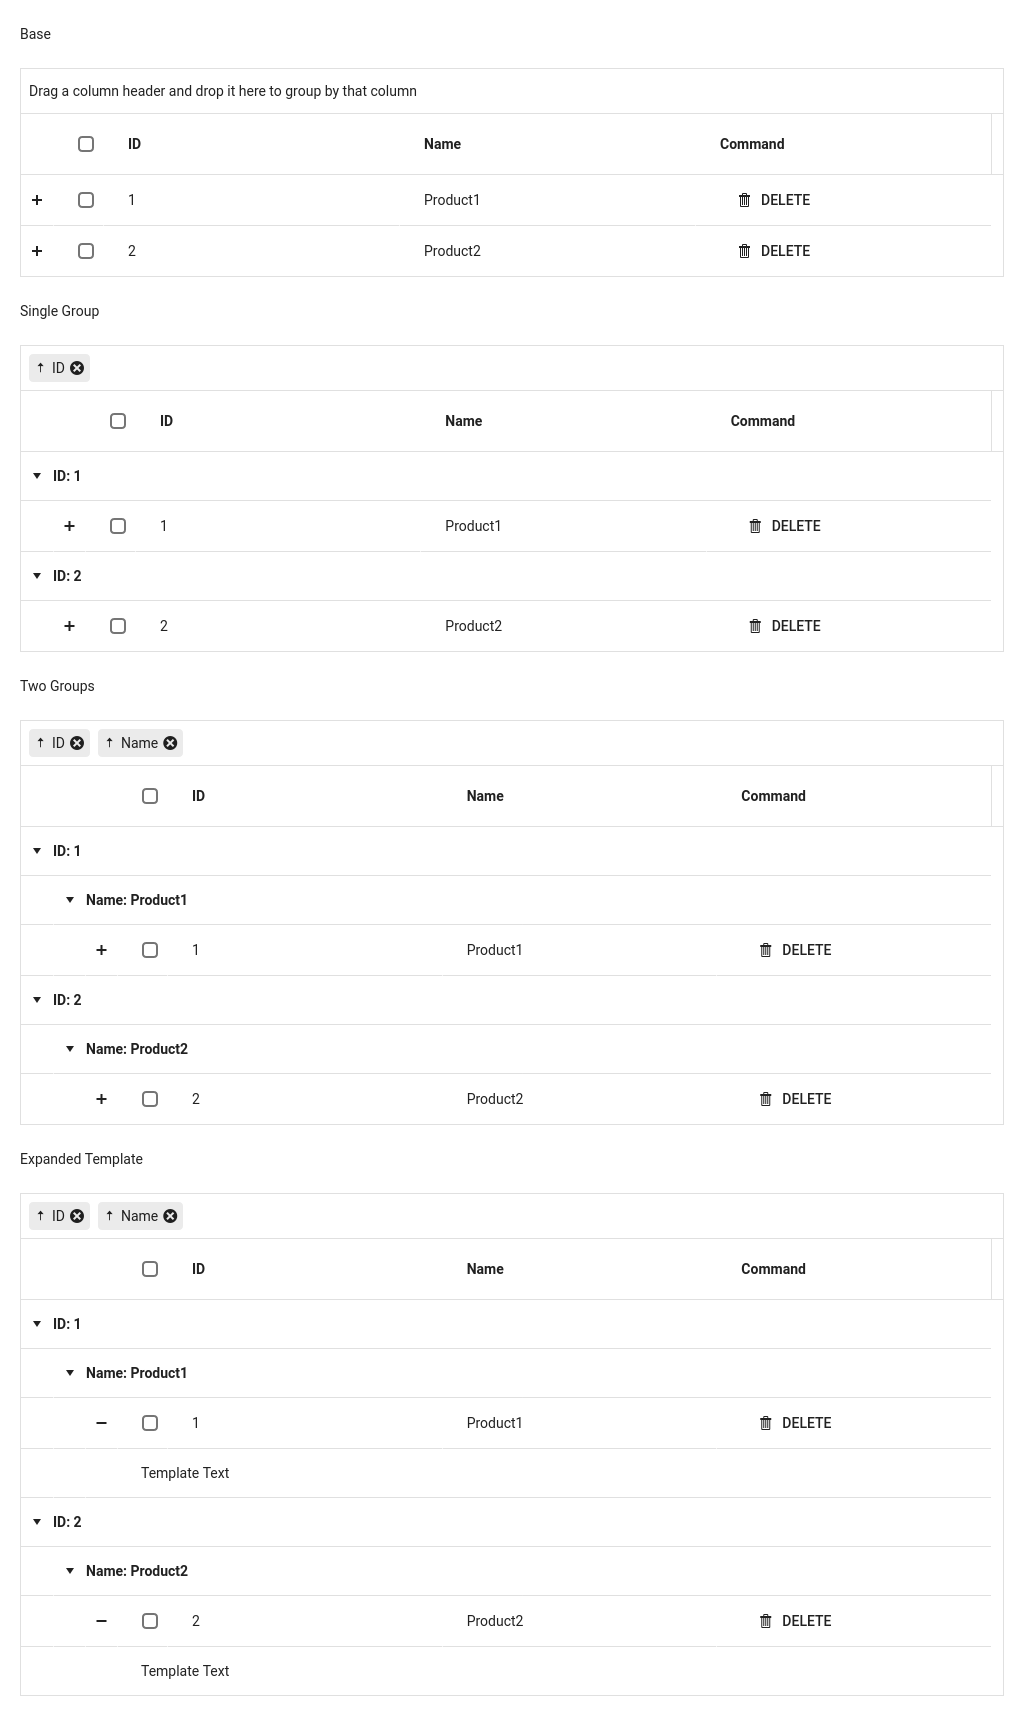 Base
Drag a column header and drop it here to group by that column
ID Name Command
1 Product1 DELETE
2 Product2 DELETE
Single Group
ID
ID Name Command
ID: 1
1 Product1 DELETE
ID: 2
2 Product2 DELETE
Two Groups
ID Name
ID Name Command
ID: 1
Name: Product1
1 Product1 DELETE
ID: 2
Name: Product2
2 Product2 DELETE
Expanded Template
ID Name
ID Name Command
ID: 1
Name: Product1
1 Product1 DELETE
Template Text
ID: 2
Name: Product2
2 Product2 DELETE
Template Text